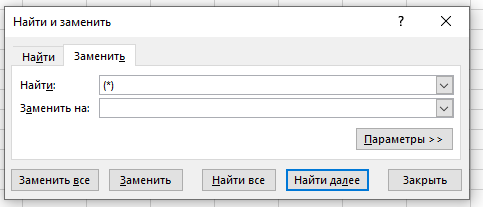 Найти и заменить
?
Найти Заменить
Найти: (*)
Заменить на:
Параметры >>
Заменить все Заменить Найти все Найти далее Закрыть